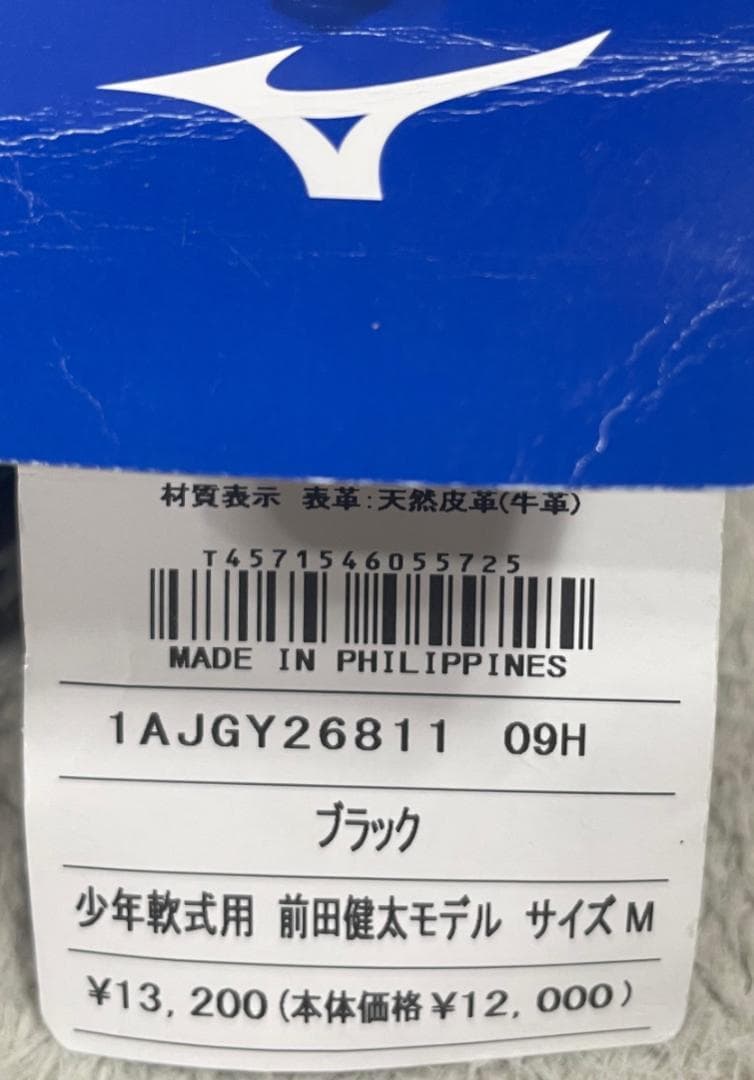 材質表示 表革:天然皮革(牛革)
T4571546055725
MADE IN PHILIPPINES
1AJGY26811 09H
ブラック
少年軟式用 前田健太モデル サイズM
¥13,200(本体価格¥12,000)